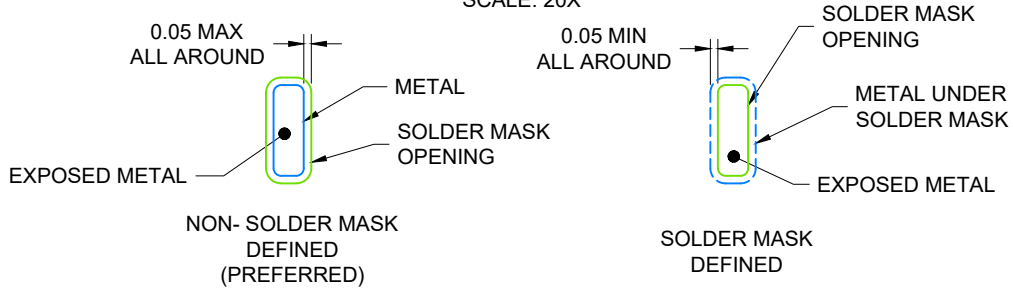 SCALE: 20X
0.05 MAX
ALL AROUND
METAL
SOLDER MASK
OPENING
EXPOSED METAL
NON- SOLDER MASK
DEFINED
(PREFERRED)
0.05 MIN
ALL AROUND
SOLDER MASK
OPENING
METAL UNDER
SOLDER MASK
EXPOSED METAL
SOLDER MASK
DEFINED